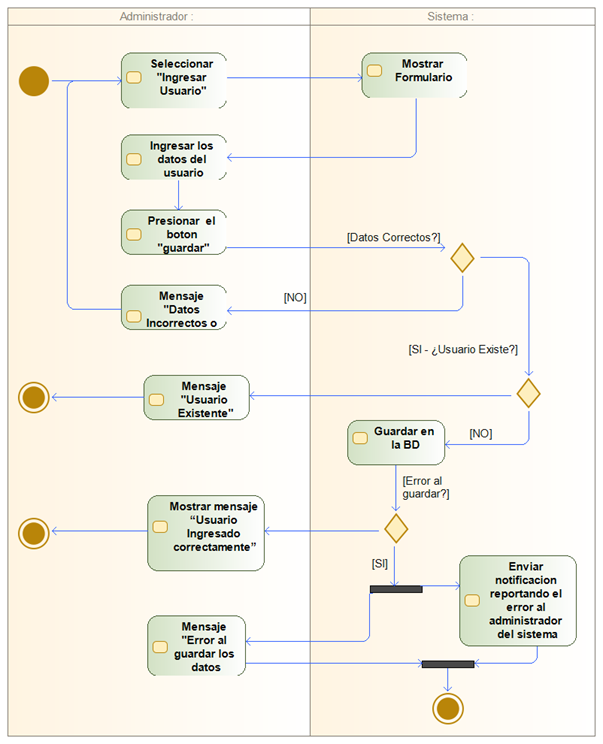 Administrador :
Sistema :
Seleccionar
"Ingresar
Usuario"
Mostrar
Formulario
Ingresar los
datos del
usuario
Presionar el
boton
"guardar"
[Datos Correctos?]
Mensaje
"Datos
Incorrectos o
[NO]
[SI - ¿Usuario Existe?]
Mensaje
"Usuario
Existente"
Guardar en
la BD
[NO]
[Error al
guardar?]
Mostrar mensaje
“Usuario
Ingresado
correctamente”
[SI]
Enviar
notificacion
reportando el
error al
administrador
del sistema
Mensaje
"Error al
guardar los
datos